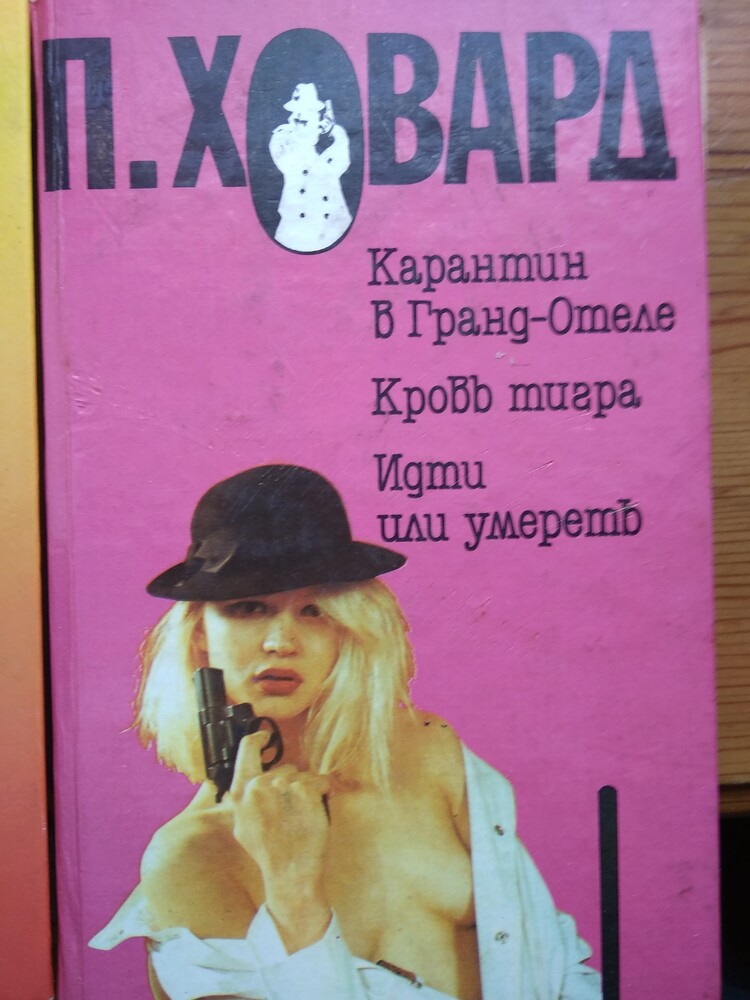 П. ХОВАРД
Карантин
в Гранд-Отеле
Кровь тигра
Идти
или умереть